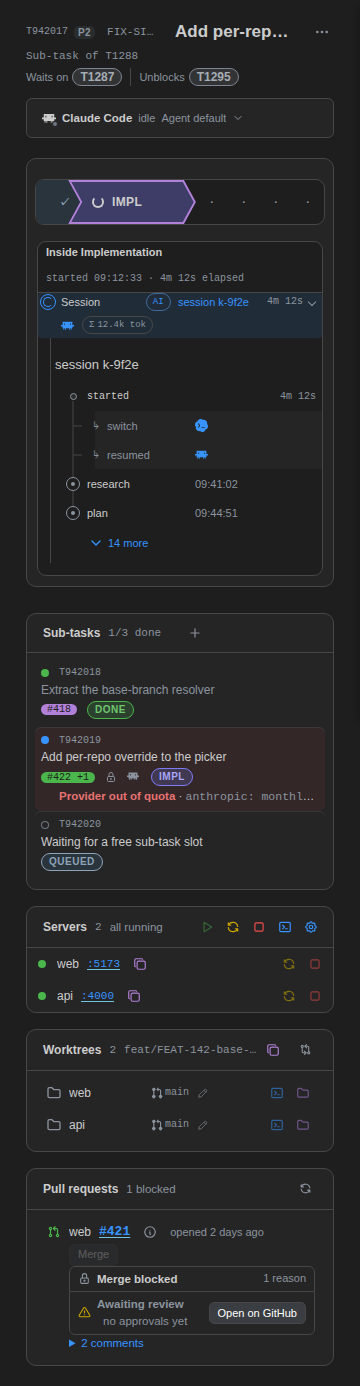 T942017 P2 FIX-SI… Add per-rep… ···
Sub-task of T1288
Waits on T1287 Unblocks T1295
Claude Code idle Agent default
✓ IMPL
Inside Implementation
started 09:12:33 · 4m 12s elapsed
Session AI session k-9f2e 4m 12s
Σ 12.4k tok
session k-9f2e
started 4m 12s
↳ switch
↳ resumed
research 09:41:02
plan 09:44:51
14 more
Sub-tasks 1/3 done
T942018
Extract the base-branch resolver
#418 DONE
T942019
Add per-repo override to the picker
#422 +1 IMPL
Provider out of quota · anthropic: monthl…
T942020
Waiting for a free sub-task slot
QUEUED
Servers 2 all running
web :5173
api :4000
Worktrees 2 feat/FEAT-142-base-…
web main
api main
Pull requests 1 blocked
web #421 opened 2 days ago
Merge
Merge blocked 1 reason
Awaiting review
no approvals yet
Open on GitHub
2 comments